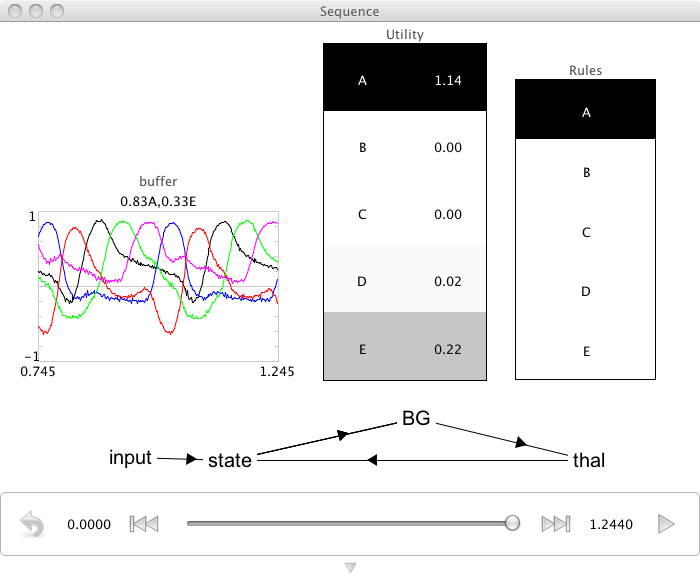 Sequence
Utility
A 1.14
B 0.00
C 0.00
D 0.02
E 0.22
Rules
A
B
C
D
E
buffer
0.83A,0.33E
1
−1
0.745 1.245
BG
input state thal
0.0000 1.2440